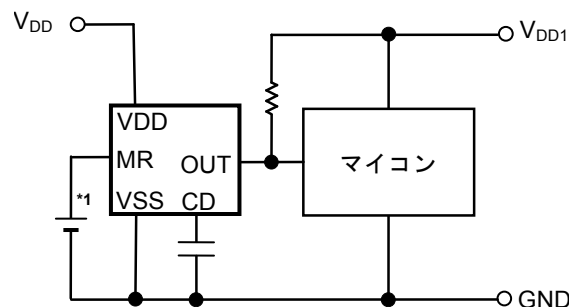 VDD
VDD1
VDD
MR
OUT
マイコン
*1
VSS
CD
GND